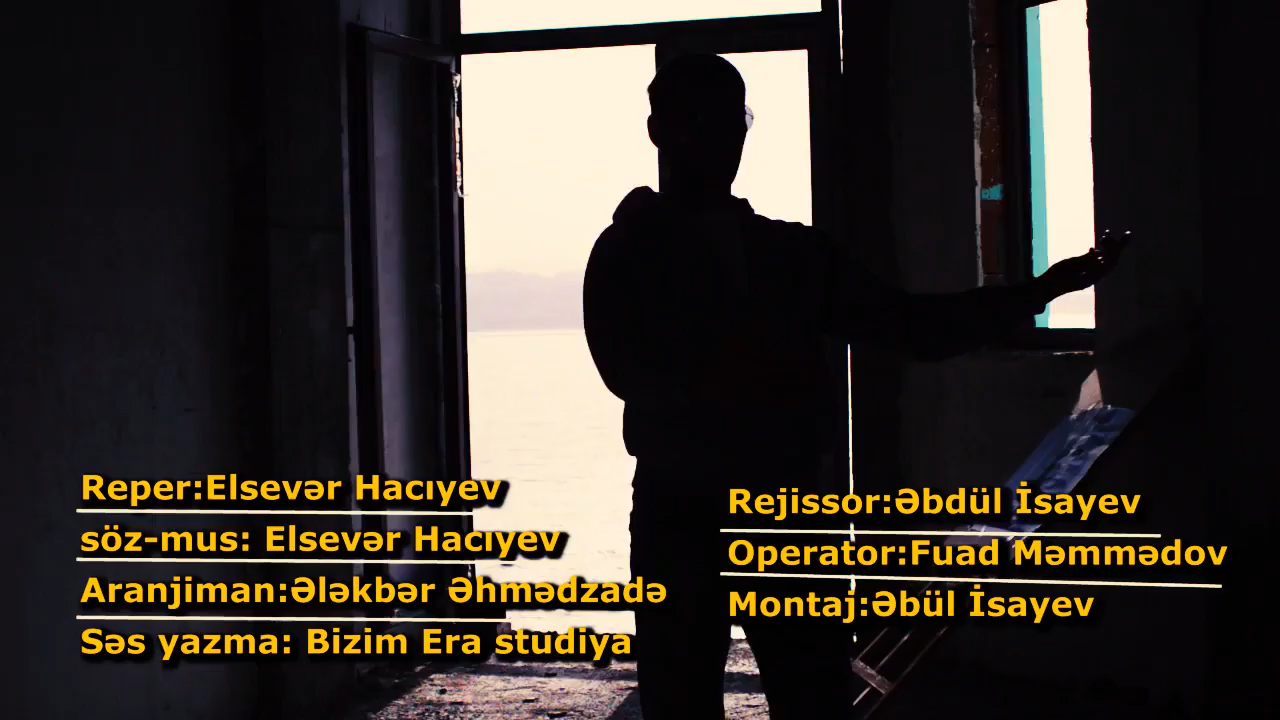 Reper:Elsevər Hacıyev
söz-mus: Elsevər Hacıyev
Aranjiman:Ələkbər Əhmədzadə
Səs yazma: Bizim Era studiya
Rejissor:Əbdül İsayev
Operator:Fuad Məmmədov
Montaj:Əbül İsayev